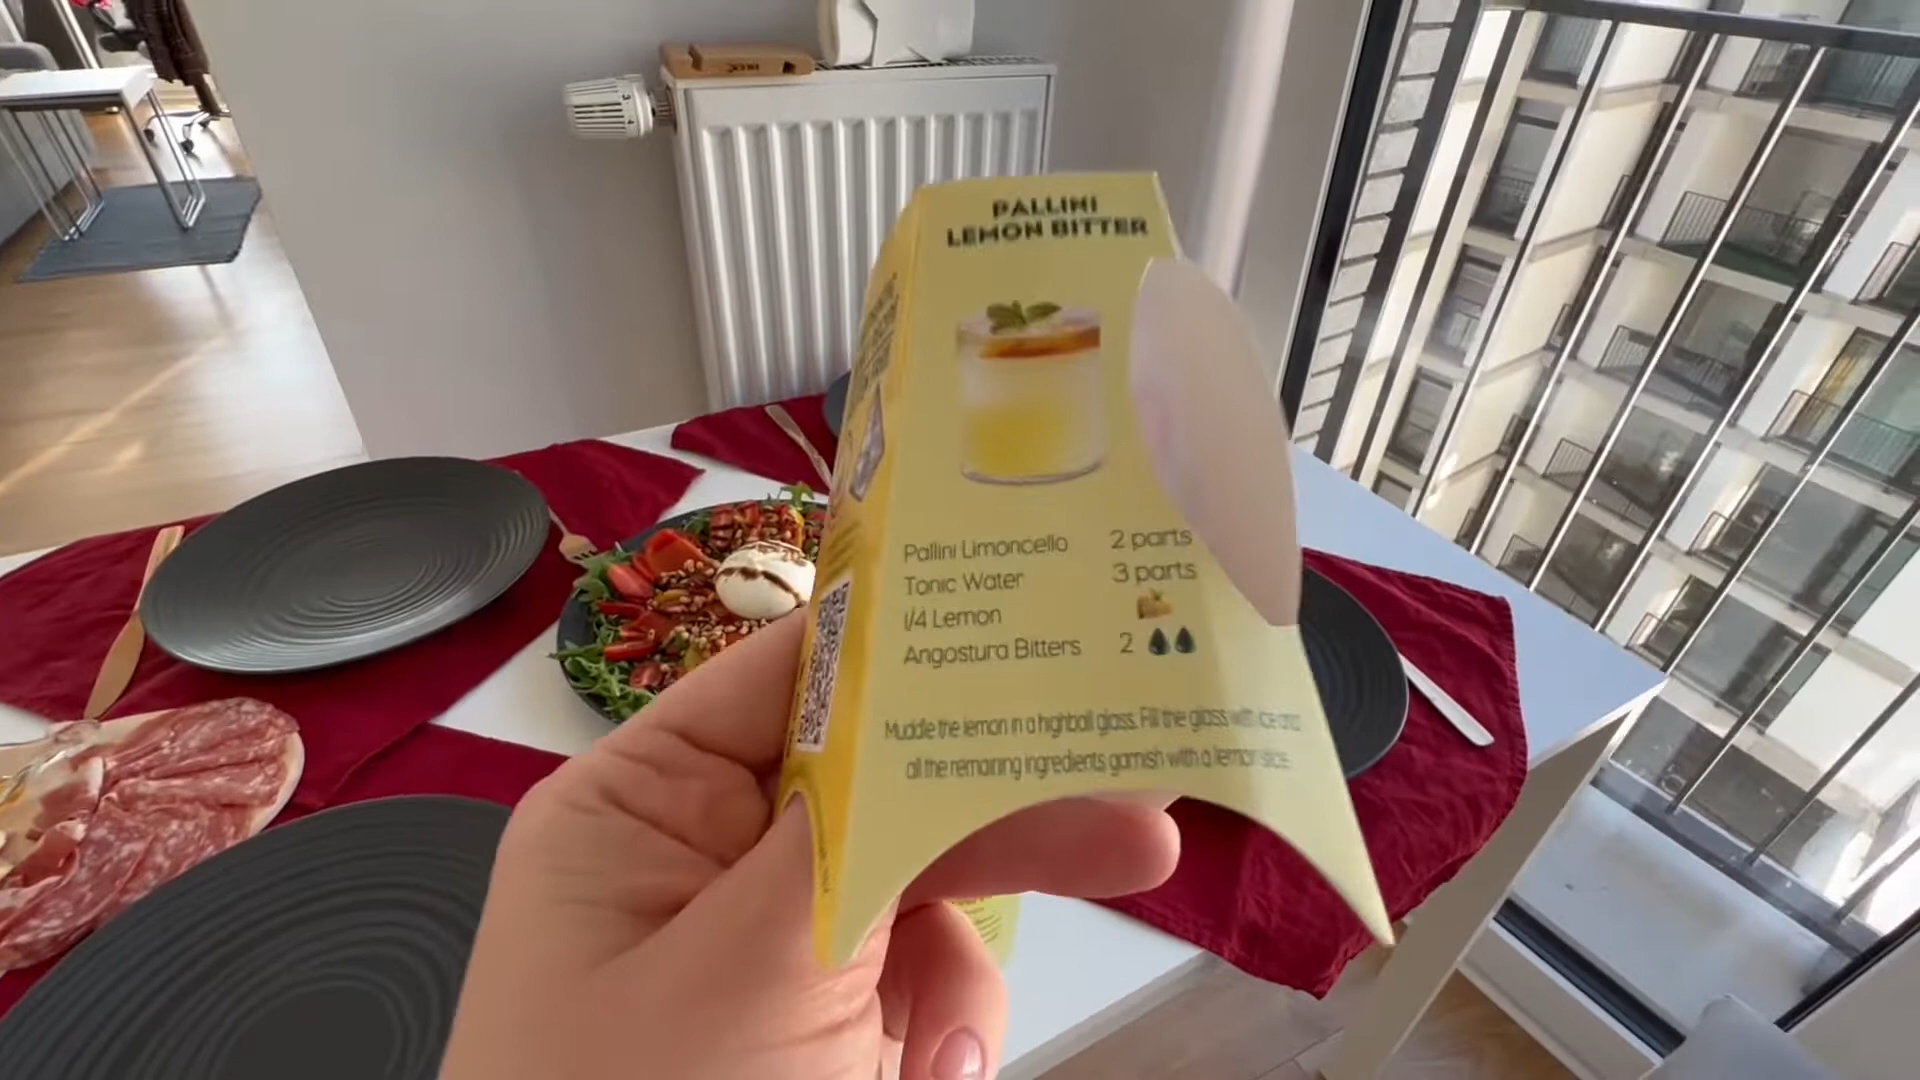 PALLINI
LEMON BITTER
Pallini Limoncello 2 parts
Tonic Water 3 parts
1/4 Lemon
Angostura Bitters 2
Muddle the lemon in a highball glass. Fill the glass with ice and
all the remaining ingredients garnish with a lemon slice.